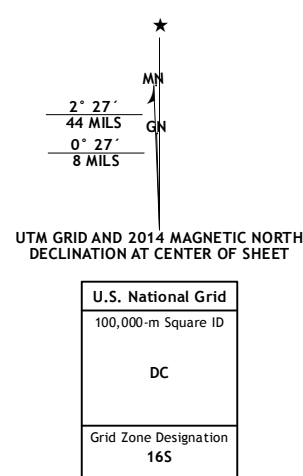 MN
GN
2° 27´
44 MILS
0° 27´
8 MILS
UTM GRID AND 2014 MAGNETIC NORTH
DECLINATION AT CENTER OF SHEET
U.S. National Grid
100,000-m Square ID
DC
Grid Zone Designation
16S